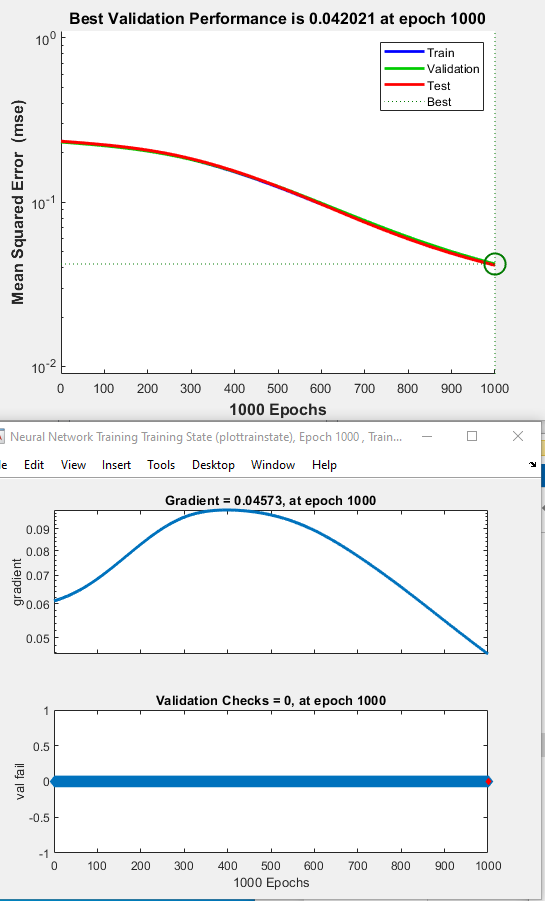 Best Validation Performance is 0.042021 at epoch 1000
10^0
Train
Validation
Test
Best
Mean Squared Error (mse)
10^-1
10^-2
0 100 200 300 400 500 600 700 800 900 1000
1000 Epochs
Neural Network Training Training State (plottrainstate), Epoch 1000 , Train...
Edit View Insert Tools Desktop Window Help
Gradient = 0.04573, at epoch 1000
gradient
0.09
0.08
0.07
0.06
0.05
Validation Checks = 0, at epoch 1000
val fail
1
0.5
0
-0.5
-1
0 100 200 300 400 500 600 700 800 900 1000
1000 Epochs